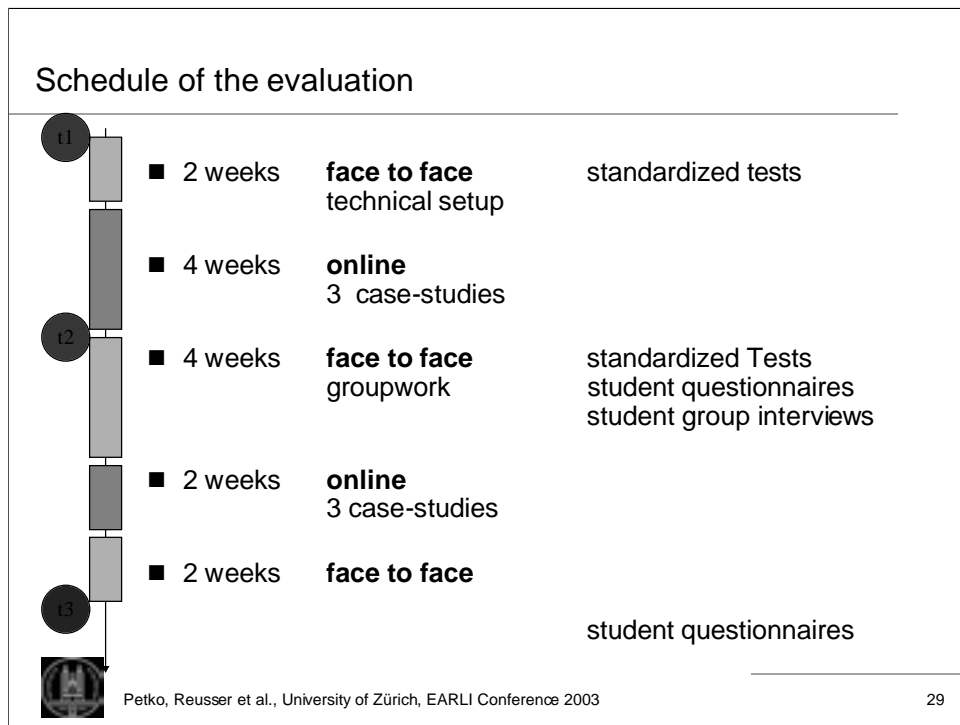 Schedule of the evaluation
t1
■ 2 weeks face to face standardized tests
technical setup
■ 4 weeks online
3 case-studies
t2
■ 4 weeks face to face standardized Tests
groupwork student questionnaires
student group interviews
■ 2 weeks online
3 case-studies
■ 2 weeks face to face
t3
student questionnaires
Petko, Reusser et al., University of Zürich, EARLI Conference 2003 29